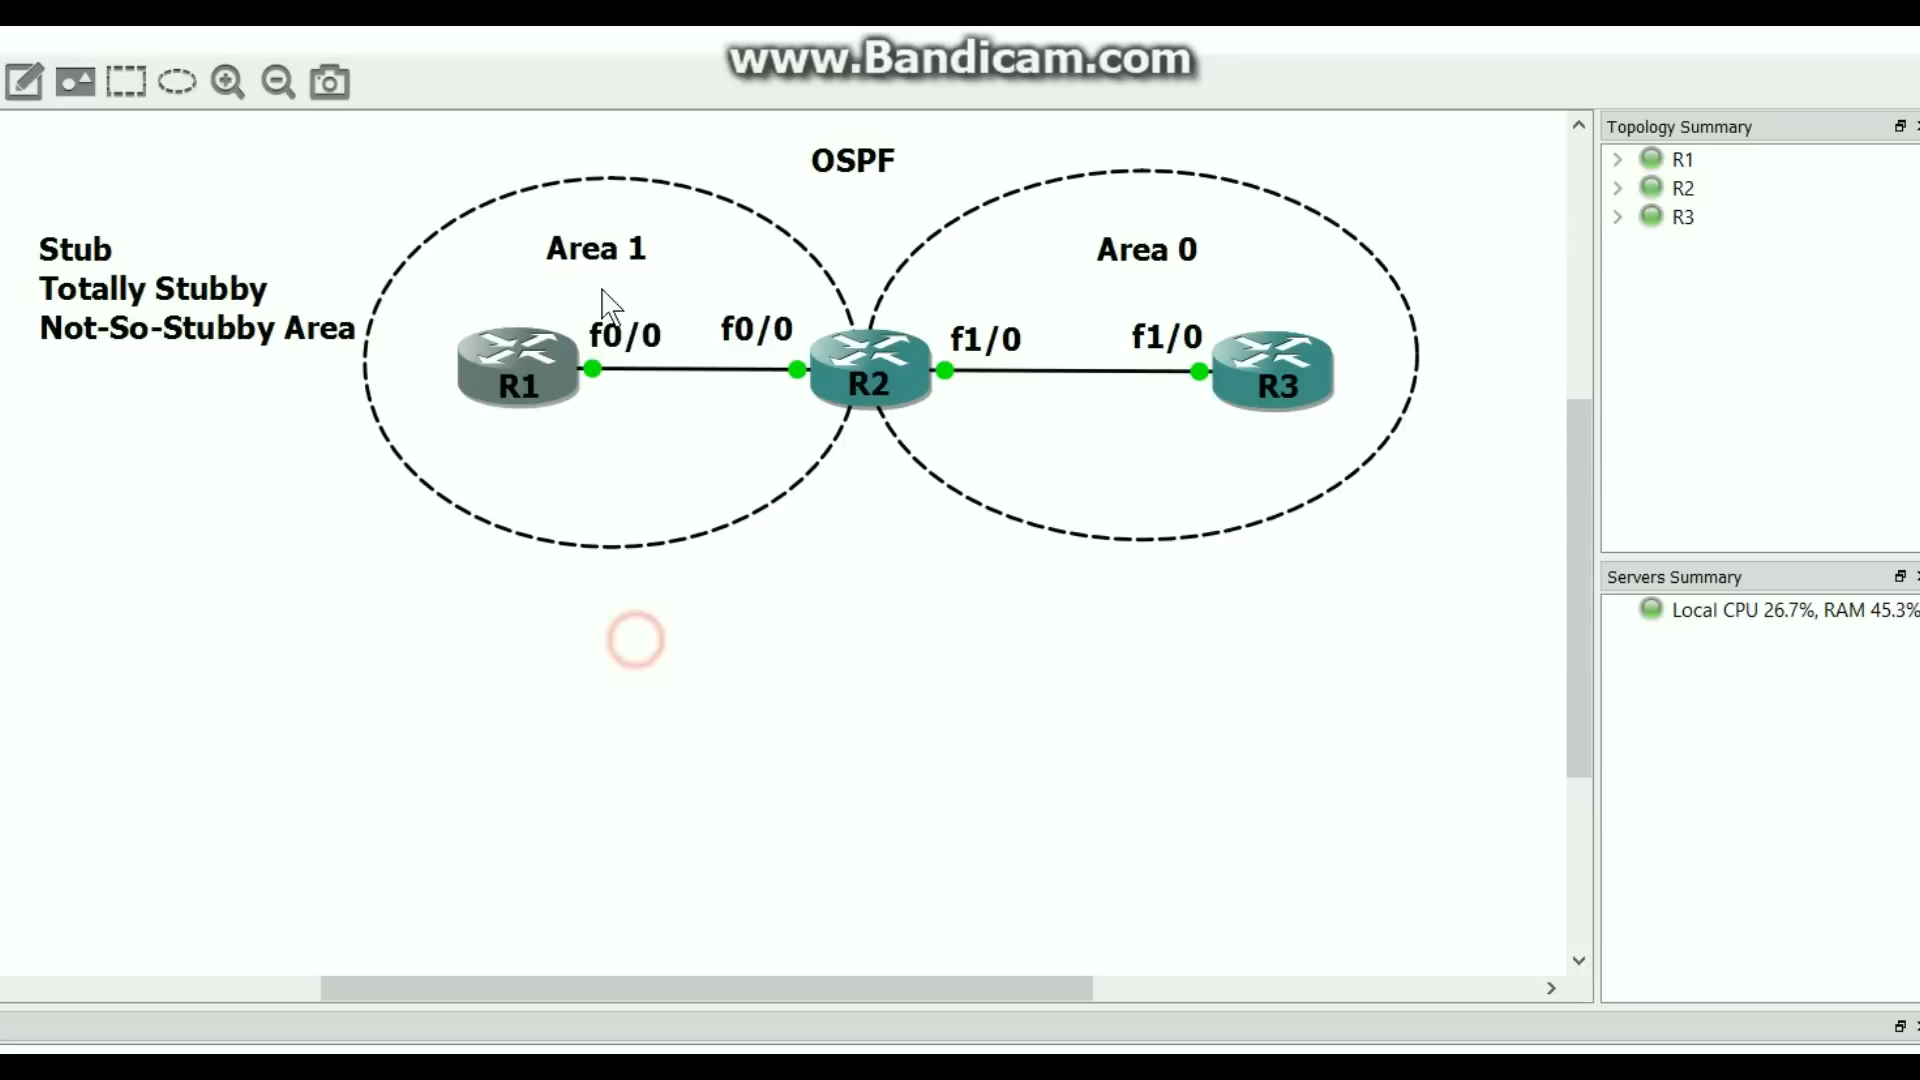 www.Bandicam.com
OSPF
Area 1
Area 0
Stub
Totally Stubby
Not-So-Stubby Area
f0/0
f0/0
f1/0
f1/0
R1
R2
R3
Topology Summary
R1
R2
R3
Servers Summary
Local CPU 26.7%, RAM 45.3%